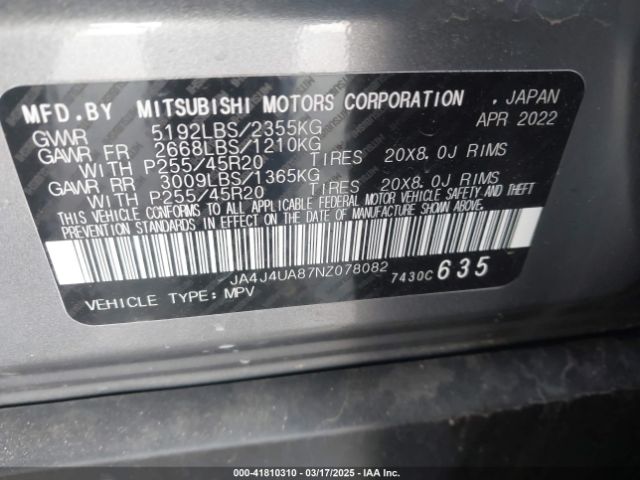 MFD.BY MITSUBISHI MOTORS CORPORATION . JAPAN
APR 2022
GVWR 5192LBS/2355KG
GAWR FR 2668LBS/1210KG
WITH P255/45R20 TIRES 20X8.0J RIMS
GAWR RR 3009LBS/1365KG
WITH P255/45R20 TIRES 20X8.0J RIMS
THIS VEHICLE CONFORMS TO ALL APPLICABLE FEDERAL MOTOR VEHICLE SAFETY AND THEFT
PREVENTION STANDARDS IN EFFECT ON THE DATE OF MANUFACTURE SHOWN ABOVE.
JA4J4UA87NZ078082 7430C 635
VEHICLE TYPE: MPV
000-41810310 - 03/17/2025 - IAA Inc.